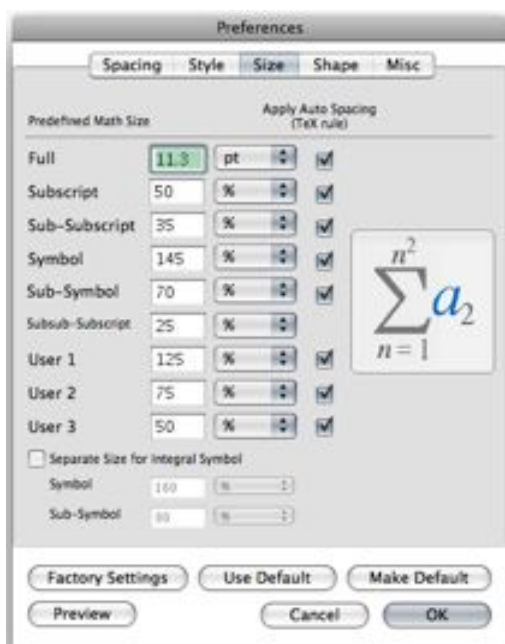 Preferences
Spacing Style Size Shape Misc
Predefined Math Size
Apply Auto Spacing
(TeX rule)
Full 11.3 pt
Subscript 50 %
Sub-Subscript 35 %
Symbol 145 %
Sub-Symbol 70 %
Subsub-Subscript 25 %
User 1 125 %
User 2 75 %
User 3 50 %
n²
∑a₂
n = 1
Separate Size for Integral Symbol
Symbol 160 %
Sub-Symbol %
Factory Settings Use Default Make Default
Preview Cancel OK